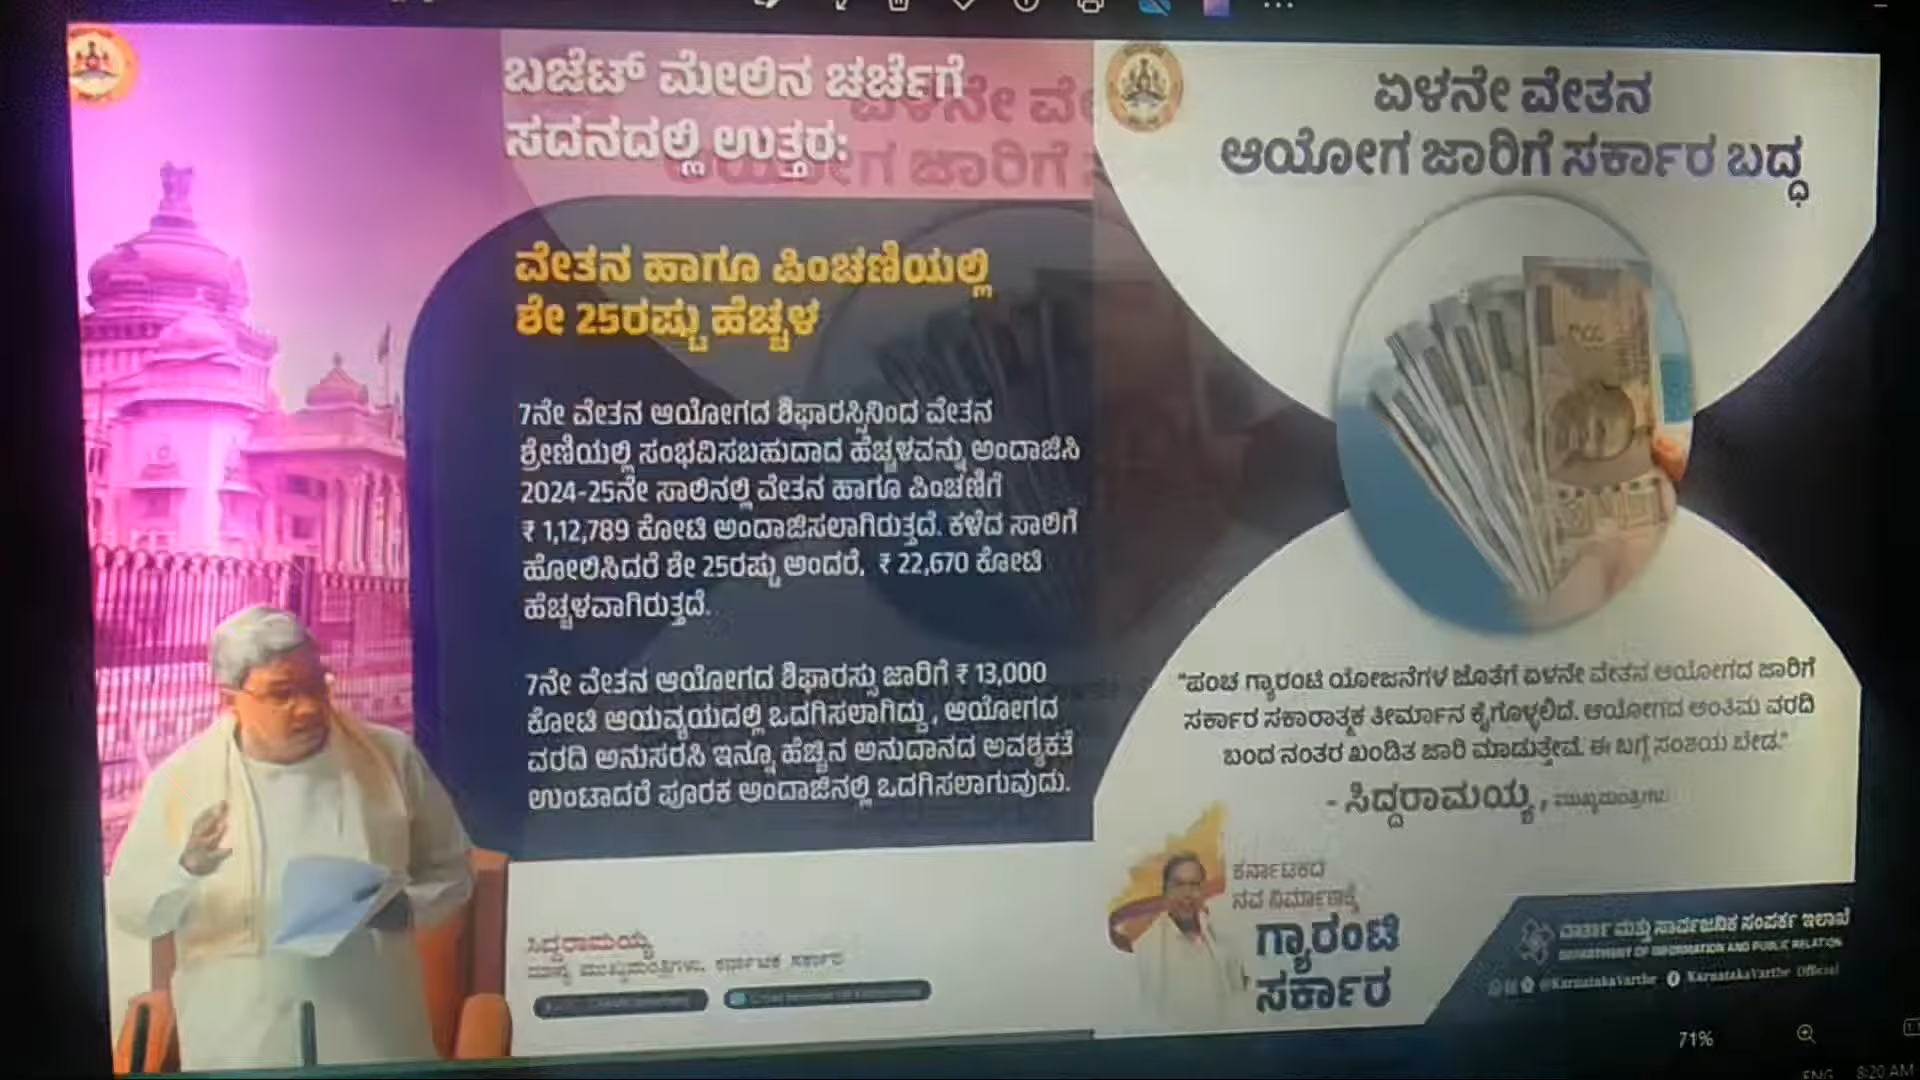 ಬಜೆಟ್ ಮೇಲಿನ ಚರ್ಚೆಗೆ
ಸದನದಲ್ಲಿ ಉತ್ತರ:
ವೇತನ ಹಾಗೂ ಪಿಂಚಣಿಯಲ್ಲಿ
ಶೇ 25ರಷ್ಟು ಹೆಚ್ಚಳ
7ನೇ ವೇತನ ಆಯೋಗದ ಶಿಫಾರಸ್ಸಿನಿಂದ ವೇತನ
ಶ್ರೇಣಿಯಲ್ಲಿ ಸಂಭವಿಸಬಹುದಾದ ಹೆಚ್ಚಳವನ್ನು ಅಂದಾಜಿಸಿ
2024-25ನೇ ಸಾಲಿನಲ್ಲಿ ವೇತನ ಹಾಗೂ ಪಿಂಚಣಿಗೆ
₹ 1,12,789 ಕೋಟಿ ಅಂದಾಜಿಸಲಾಗಿರುತ್ತದೆ. ಕಳೆದ ಸಾಲಿಗೆ
ಹೋಲಿಸಿದರೆ ಶೇ 25ರಷ್ಟು ಅಂದರೆ, ₹ 22,670 ಕೋಟಿ
ಹೆಚ್ಚಳವಾಗಿರುತ್ತದೆ.
7ನೇ ವೇತನ ಆಯೋಗದ ಶಿಫಾರಸ್ಸು ಜಾರಿಗೆ ₹ 13,000
ಕೋಟಿ ಆಯವ್ಯಯದಲ್ಲಿ ಒದಗಿಸಲಾಗಿದ್ದು, ಆಯೋಗದ
ವರದಿ ಅನುಸರಿಸಿ ಇನ್ನೂ ಹೆಚ್ಚಿನ ಅನುದಾನದ ಅವಶ್ಯಕತೆ
ಉಂಟಾದರೆ ಪೂರಕ ಅಂದಾಜಿನಲ್ಲಿ ಒದಗಿಸಲಾಗುವುದು.
ಸಿದ್ದರಾಮಯ್ಯ
ಮಾನ್ಯ ಮುಖ್ಯಮಂತ್ರಿಗಳು, ಕರ್ನಾಟಕ ಸರ್ಕಾರ
ಏಳನೇ ವೇತನ
ಆಯೋಗ ಜಾರಿಗೆ ಸರ್ಕಾರ ಬದ್ಧ
"ಪಂಚ ಗ್ಯಾರಂಟಿ ಯೋಜನೆಗಳ ಜೊತೆಗೆ ಏಳನೇ ವೇತನ ಆಯೋಗದ ಜಾರಿಗೆ
ಸರ್ಕಾರ ಸಕಾರಾತ್ಮಕ ತೀರ್ಮಾನ ಕೈಗೊಳ್ಳಲಿದೆ. ಆಯೋಗದ ಅಂತಿಮ ವರದಿ
ಬಂದ ನಂತರ ಖಂಡಿತ ಜಾರಿ ಮಾಡುತ್ತೇವೆ. ಈ ಬಗ್ಗೆ ಸಂಶಯ ಬೇಡ."
- ಸಿದ್ದರಾಮಯ್ಯ, ಮುಖ್ಯಮಂತ್ರಿಗಳು
ಕರ್ನಾಟಕದ
ನವ ನಿರ್ಮಾಣಕ್ಕೆ
ಗ್ಯಾರಂಟಿ
ಸರ್ಕಾರ
ವಾರ್ತಾ ಮತ್ತು ಸಾರ್ವಜನಿಕ ಸಂಪರ್ಕ ಇಲಾಖೆ
DEPARTMENT OF INFORMATION AND PUBLIC RELATION
@KarnatakaVarthe KarnatakaVarthe Official
71%
ENG 8:20 AM